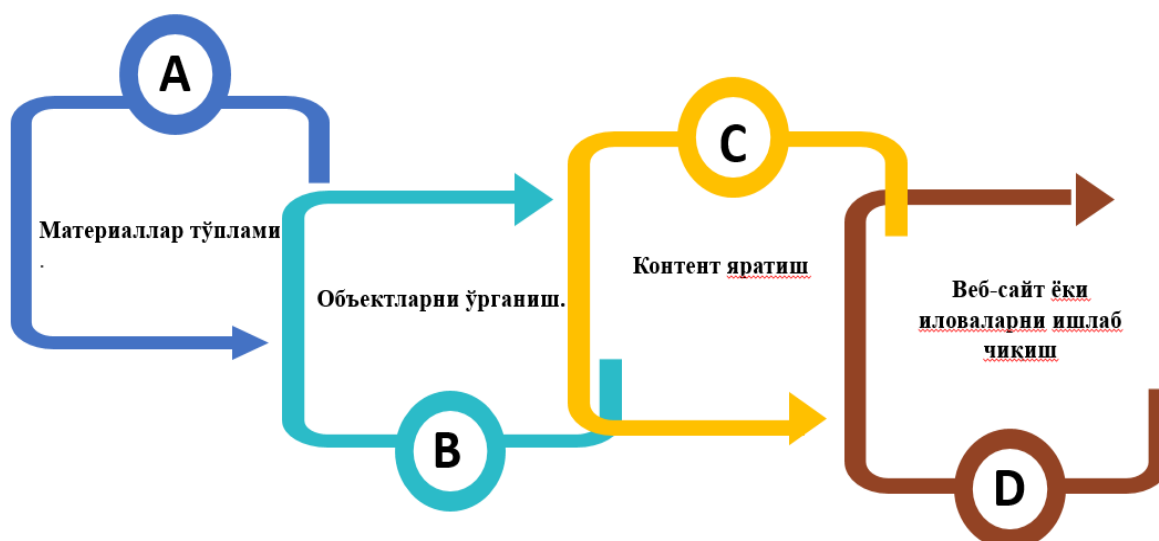 A
Материаллар тўплами
.
B
Объектларни ўрганиш.
C
Контент яратиш
D
Веб-сайт ёки
иловаларни ишлаб
чиқиш